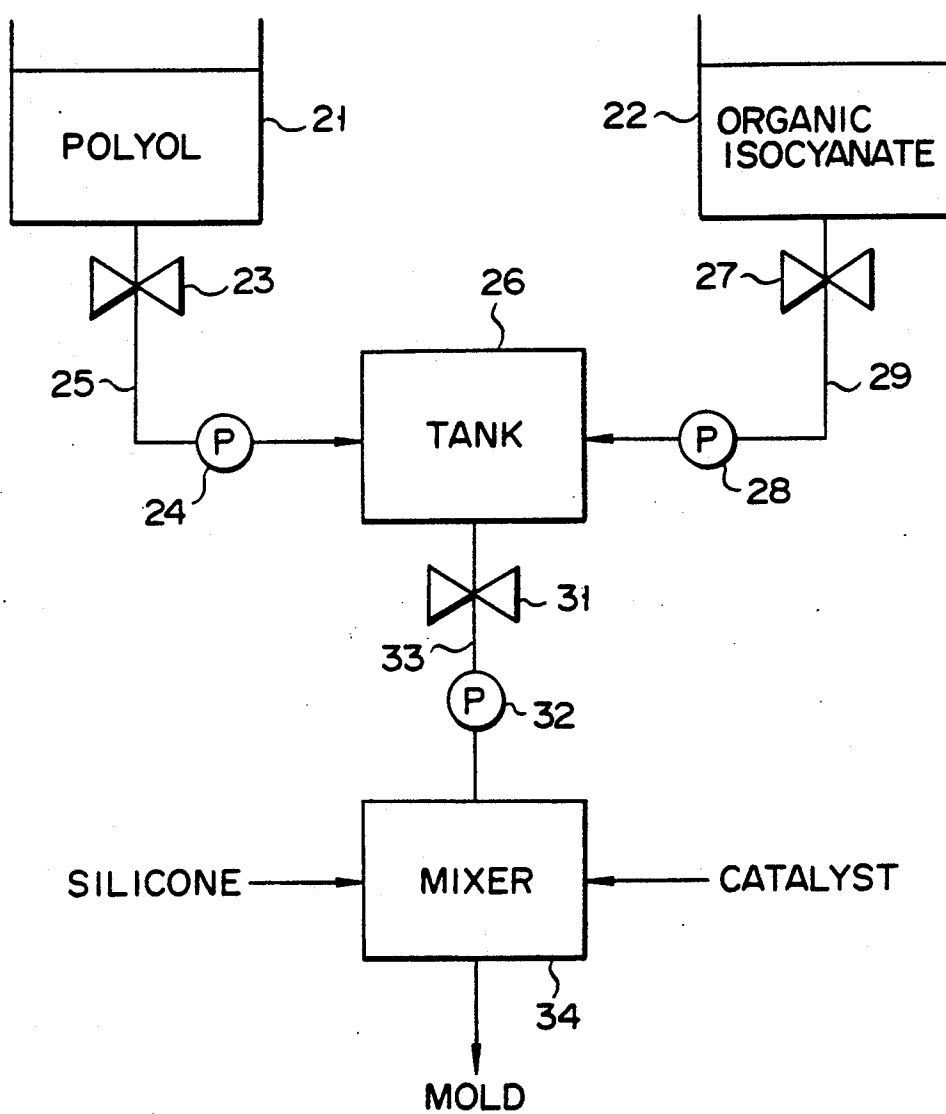 POLYOL
21
22
ORGANIC
ISOCYANATE
23
27
26
25
29
TANK
P
P
24
28
31
33
P
32
SILICONE
MIXER
CATALYST
34
MOLD